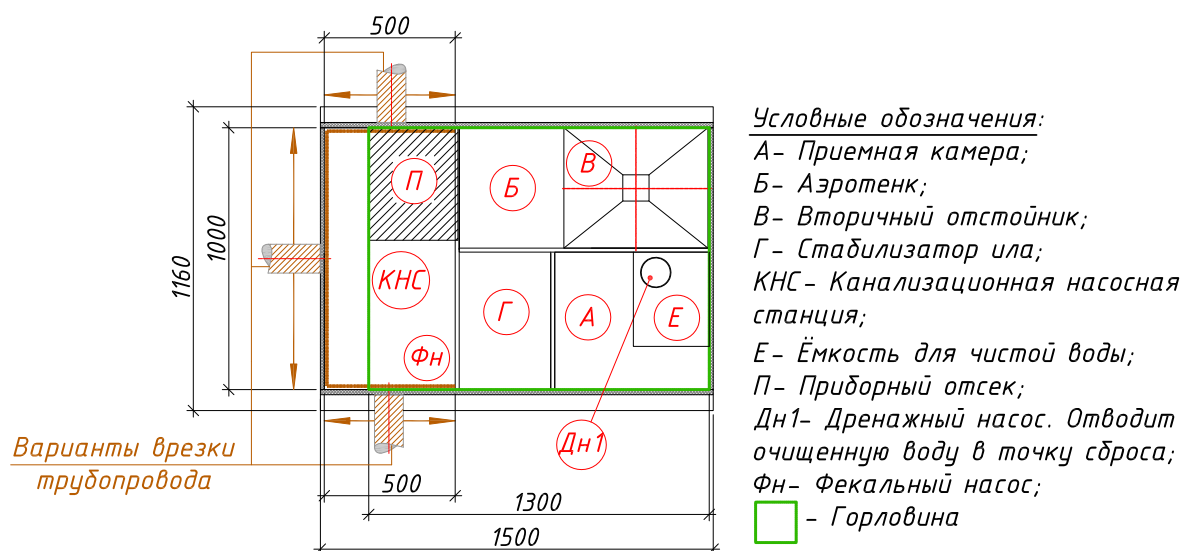 500
Условные обозначения:
А- Приемная камера;
Б- Аэротенк;
В- Вторичный отстойник;
Г- Стабилизатор ила;
КНС- Канализационная насосная
станция;
Е- Ёмкость для чистой воды;
П- Приборный отсек;
Дн1- Дренажный насос. Отводит
очищенную воду в точку сброса;
Фн- Фекальный насос;
- Горловина
П
Б
В
1000
1160
КНС
Г
А
Е
Фн
Дн1
Варианты врезки
трубопровода
500
1300
1500